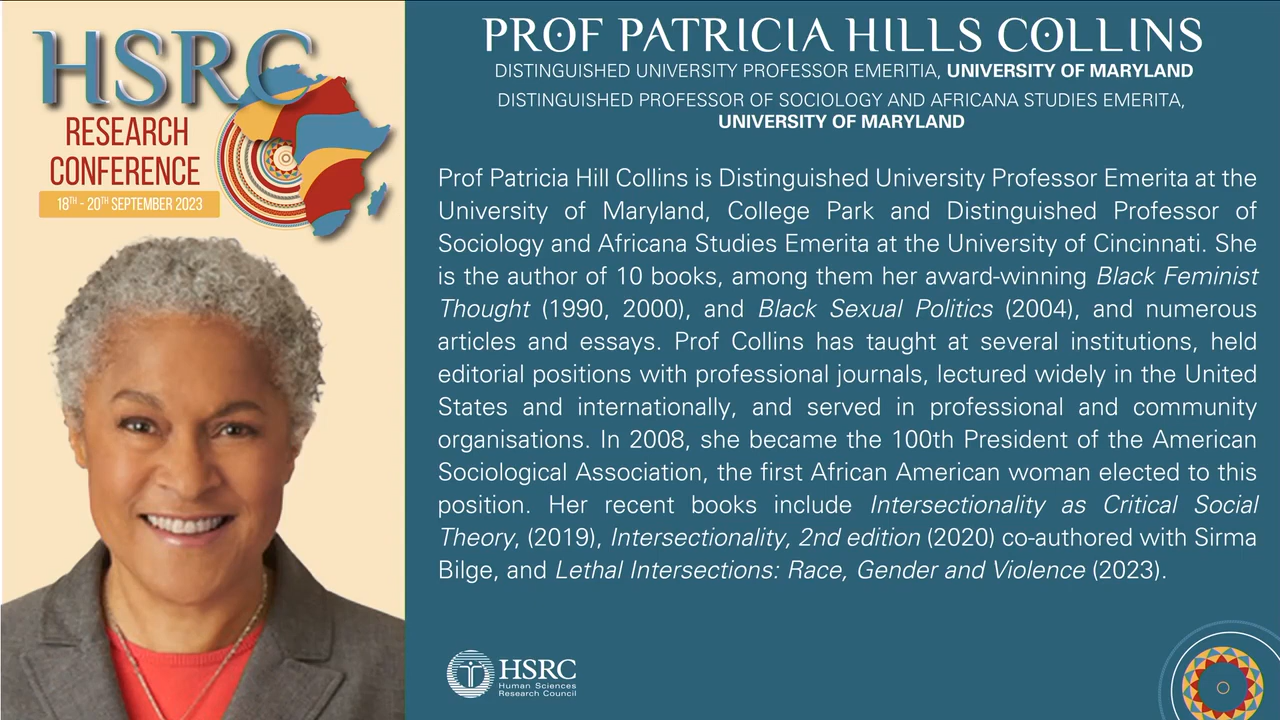 HSRC
RESEARCH
CONFERENCE
18TH - 20TH SEPTEMBER 2023
PROF PATRICIA HILLS COLLINS
DISTINGUISHED UNIVERSITY PROFESSOR EMERITIA, UNIVERSITY OF MARYLAND
DISTINGUISHED PROFESSOR OF SOCIOLOGY AND AFRICANA STUDIES EMERITA,
UNIVERSITY OF MARYLAND
Prof Patricia Hill Collins is Distinguished University Professor Emerita at the
University of Maryland, College Park and Distinguished Professor of
Sociology and Africana Studies Emerita at the University of Cincinnati. She
is the author of 10 books, among them her award-winning Black Feminist
Thought (1990, 2000), and Black Sexual Politics (2004), and numerous
articles and essays. Prof Collins has taught at several institutions, held
editorial positions with professional journals, lectured widely in the United
States and internationally, and served in professional and community
organisations. In 2008, she became the 100th President of the American
Sociological Association, the first African American woman elected to this
position. Her recent books include Intersectionality as Critical Social
Theory, (2019), Intersectionality, 2nd edition (2020) co-authored with Sirma
Bilge, and Lethal Intersections: Race, Gender and Violence (2023).
HSRC
Human Sciences
Research Council